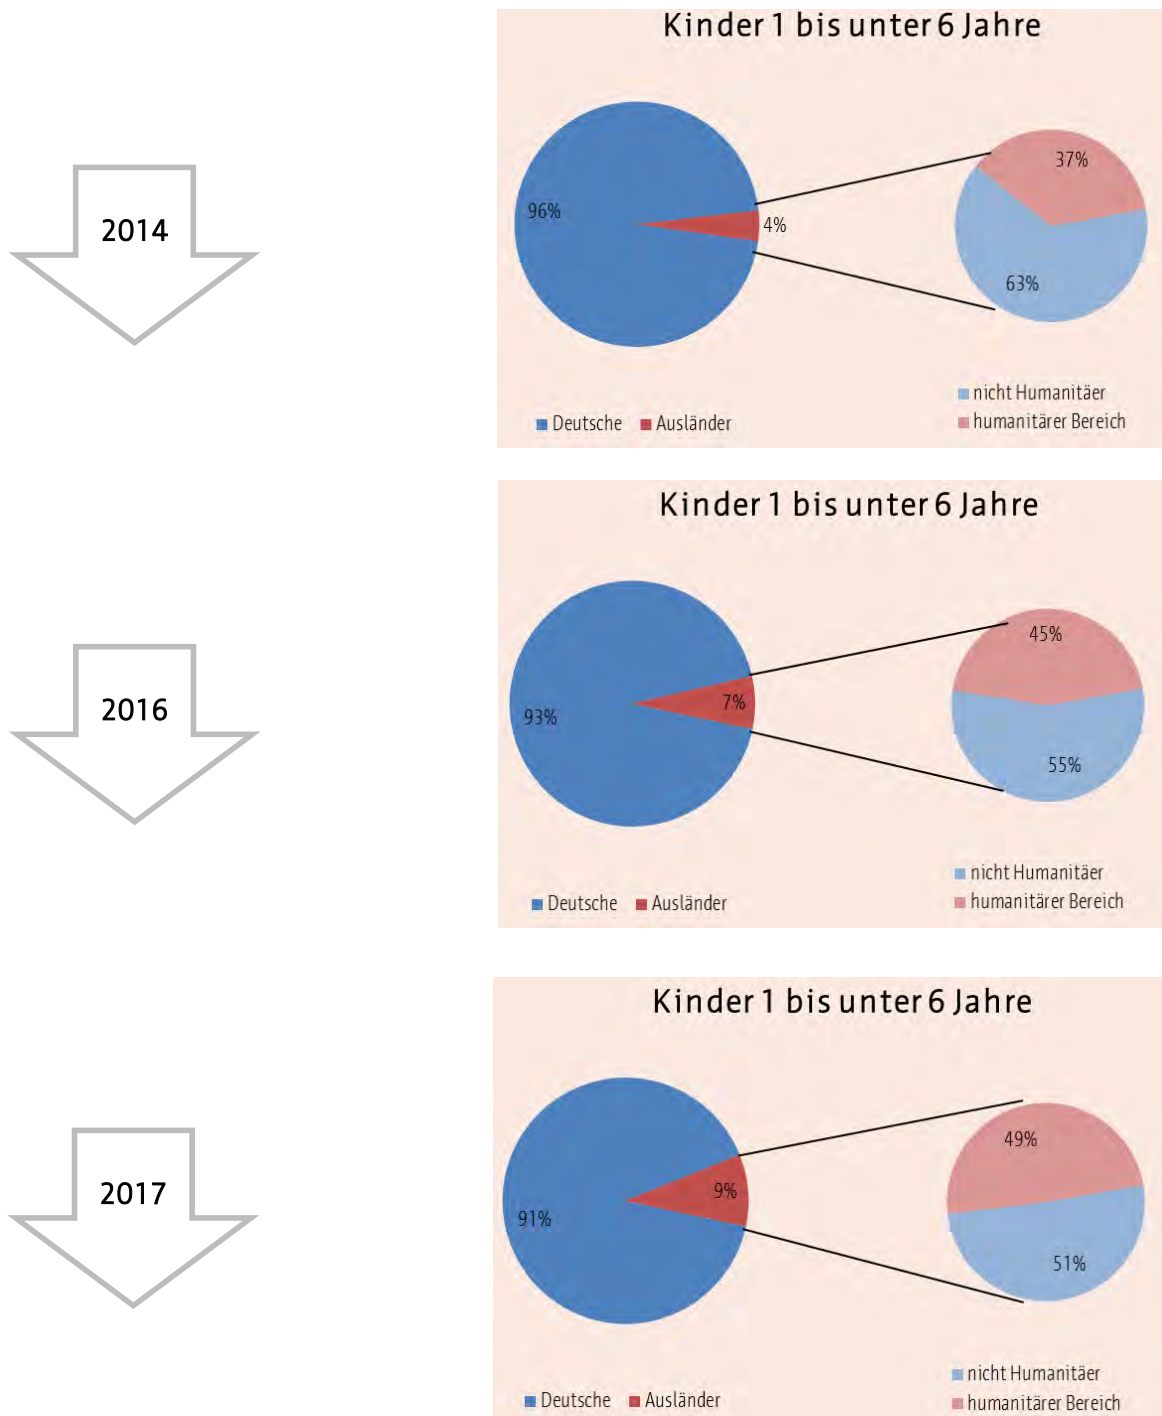 Kinder 1 bis unter 6 Jahre
2014
96%
4%
37%
63%
nicht Humanitäer
Deutsche Ausländer
humanitärer Bereich
Kinder 1 bis unter 6 Jahre
2016
93%
7%
45%
55%
nicht Humanitäer
Deutsche Ausländer
humanitärer Bereich
Kinder 1 bis unter 6 Jahre
2017
91%
9%
49%
51%
nicht Humanitäer
Deutsche Ausländer
humanitärer Bereich